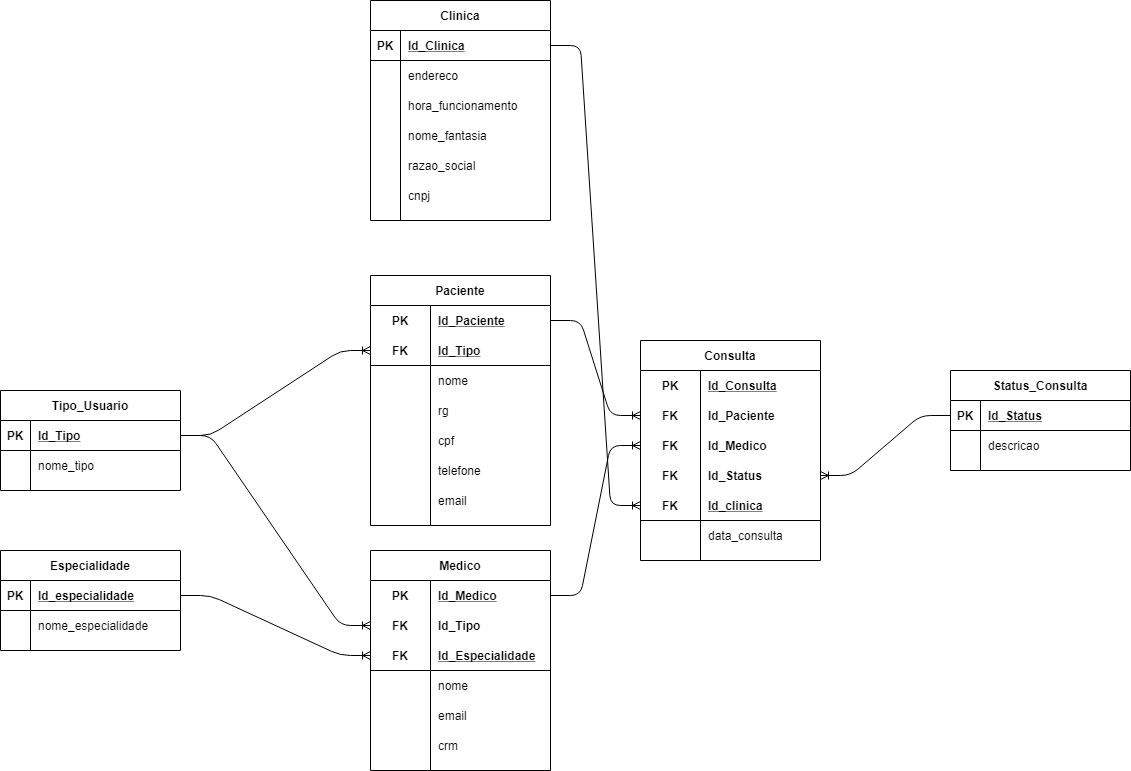 Clinica
PK Id_Clinica
endereco
hora_funcionamento
nome_fantasia
razao_social
cnpj
Paciente
PK Id_Paciente
FK Id_Tipo
nome
rg
cpf
telefone
email
Tipo_Usuario
PK Id_Tipo
nome_tipo
Especialidade
PK Id_especialidade
nome_especialidade
Medico
PK Id_Medico
FK Id_Tipo
FK Id_Especialidade
nome
email
crm
Consulta
PK Id_Consulta
FK Id_Paciente
FK Id_Medico
FK Id_Status
FK Id_clinica
data_consulta
Status_Consulta
PK Id_Status
descricao